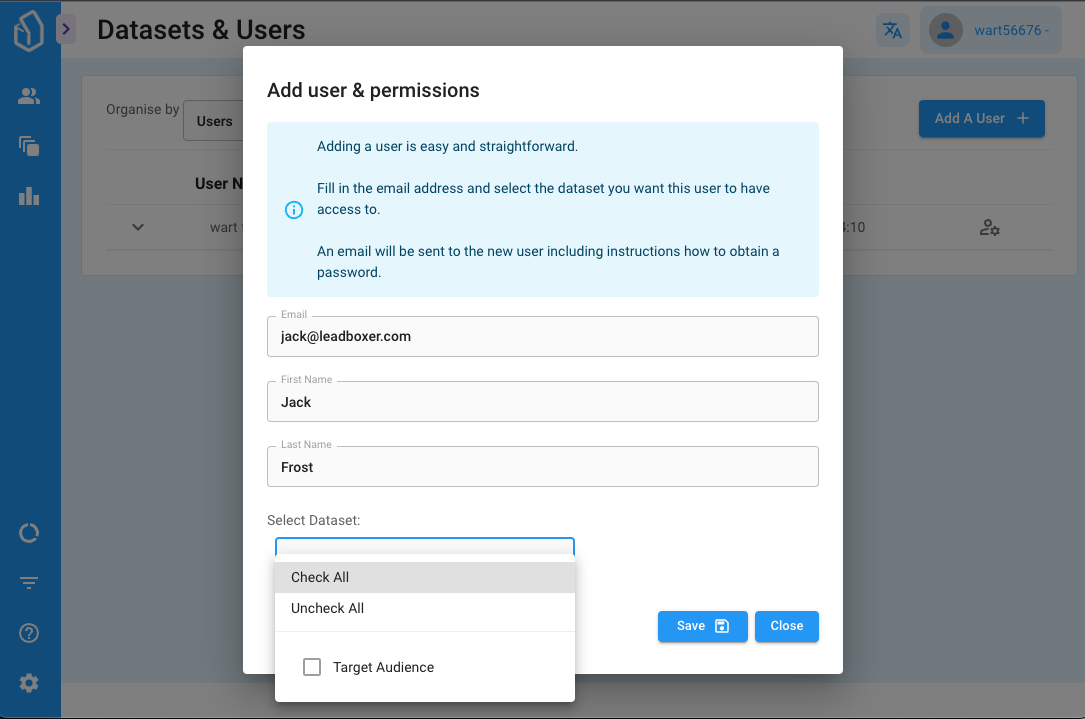 Datasets & Users
wart56676 -
Organise by
Users
Add A User
User N
wart
:10
Add user & permissions
Adding a user is easy and straightforward.
Fill in the email address and select the dataset you want this user to have
access to.
An email will be sent to the new user including instructions how to obtain a
password.
Email
jack@leadboxer.com
First Name
Jack
Last Name
Frost
Select Dataset:
Check All
Uncheck All
Target Audience
Save
Close